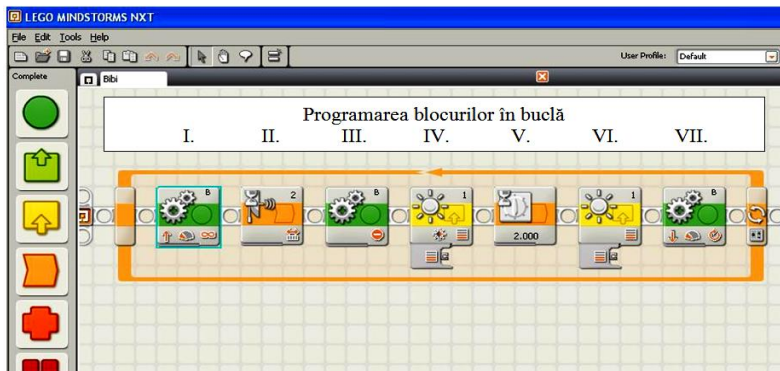 LEGO MINDSTORMS NXT
File Edit Tools Help
User Profile: Default
Complete
Bibi
Programarea blocurilor în buclă
I. II. III. IV. V. VI. VII.
B 2 B 1 1 B
2.000